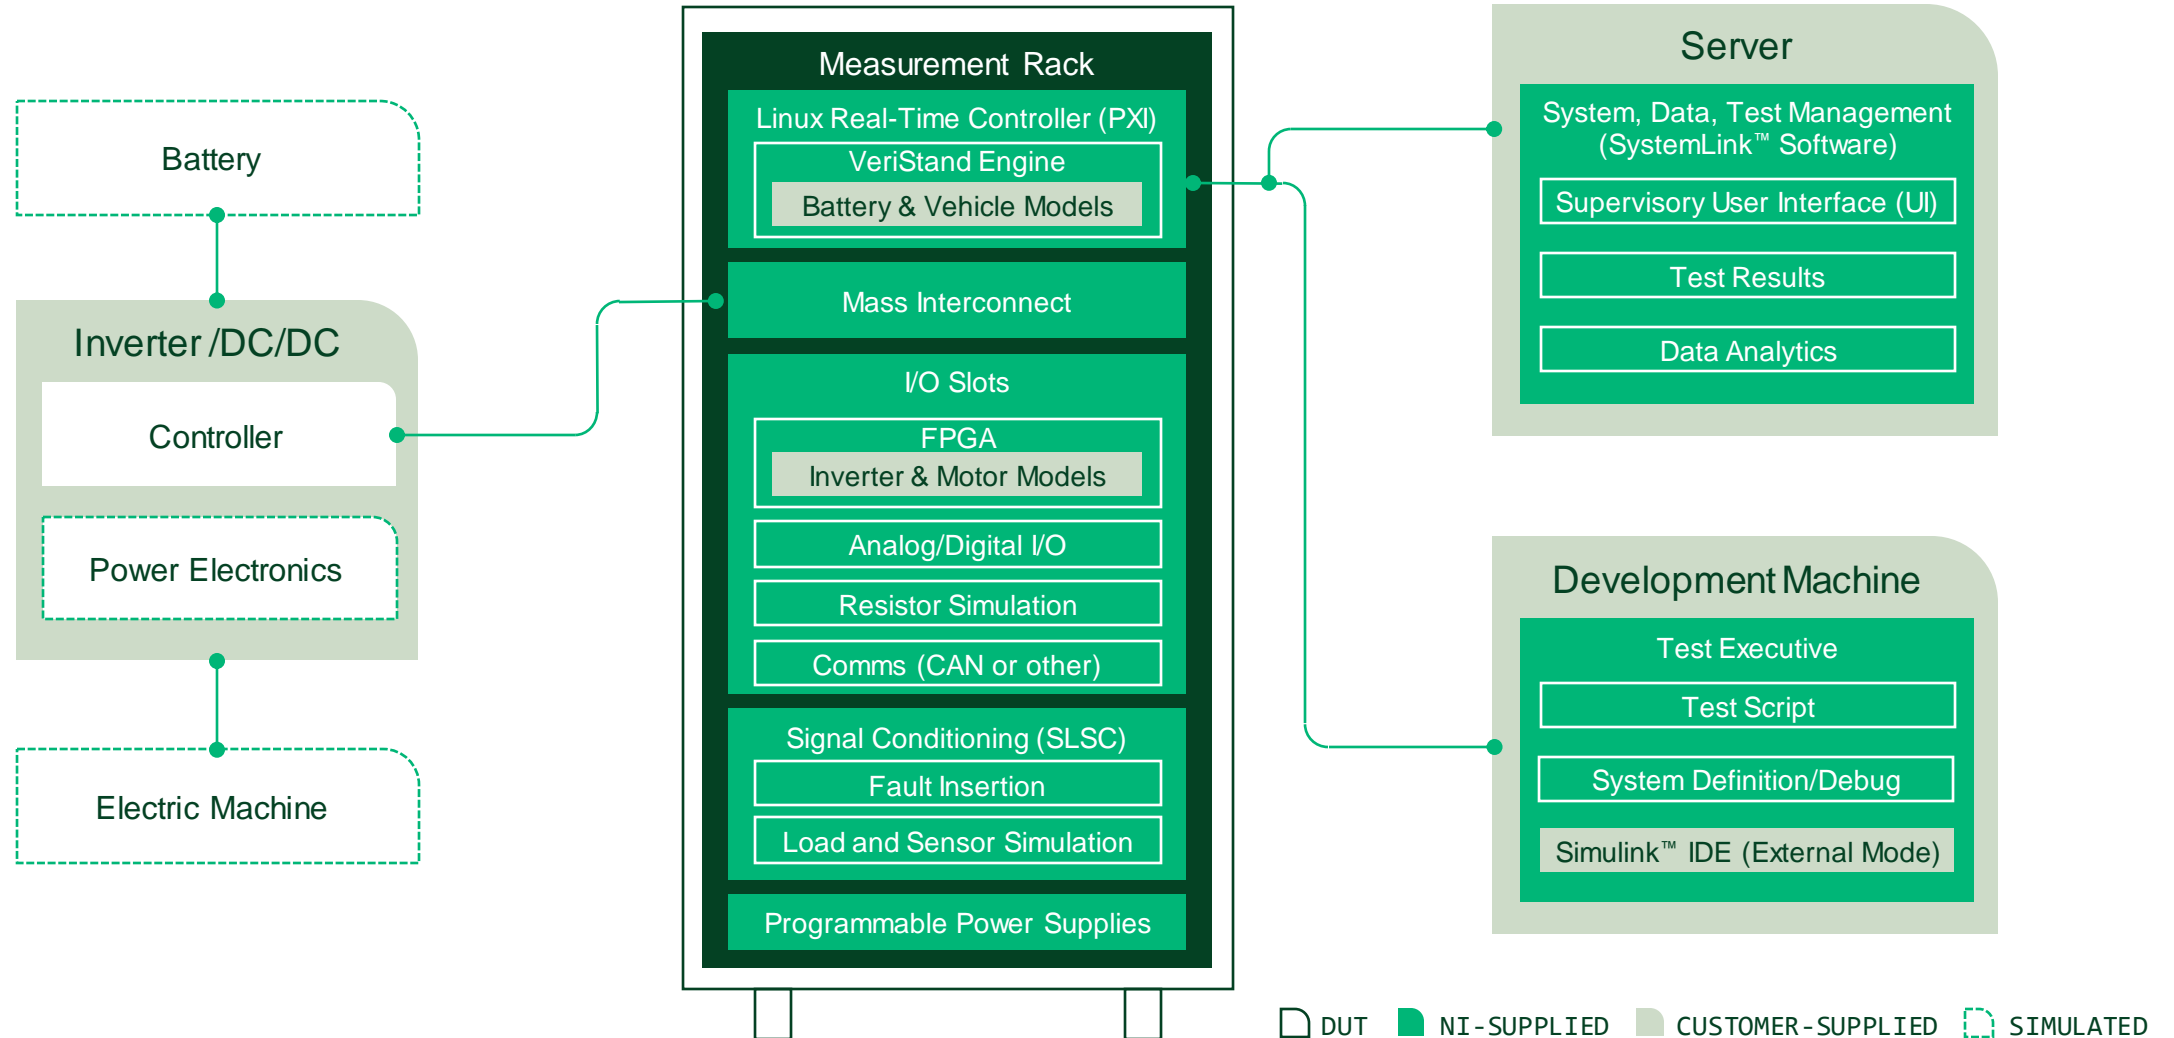 Battery
Inverter /DC/DC
Controller
Power Electronics
Electric Machine
Measurement Rack
Linux Real-Time Controller (PXI)
VeriStand Engine
Battery & Vehicle Models
Mass Interconnect
I/O Slots
FPGA
Inverter & Motor Models
Analog/Digital I/O
Resistor Simulation
Comms (CAN or other)
Signal Conditioning (SLSC)
Fault Insertion
Load and Sensor Simulation
Programmable Power Supplies
Server
System, Data, Test Management
(SystemLink™ Software)
Supervisory User Interface (UI)
Test Results
Data Analytics
Development Machine
Test Executive
Test Script
System Definition/Debug
Simulink™ IDE (External Mode)
DUT NI-SUPPLIED CUSTOMER-SUPPLIED SIMULATED